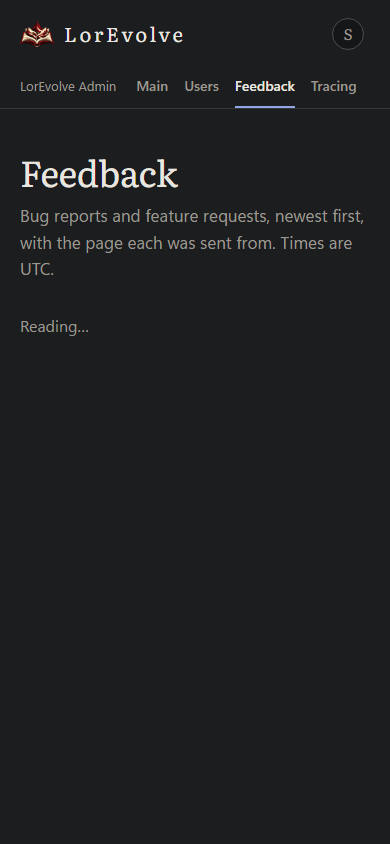 LorEvolve
S
LorEvolve Admin Main Users Feedback Tracing
Feedback
Bug reports and feature requests, newest first,
with the page each was sent from. Times are
UTC.
Reading...